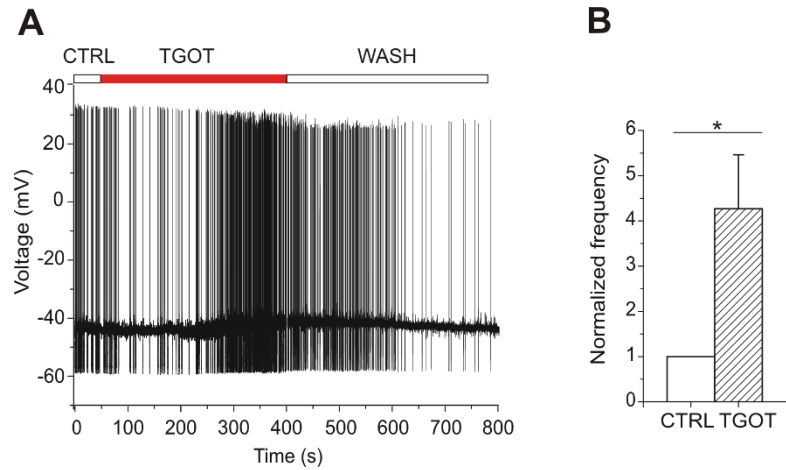 A
CTRL TGOT WASH
40
20
0
-20
-40
-60
Voltage (mV)
0 100 200 300 400 500 600 700 800
Time (s)
B
*
6
5
4
3
2
1
0
Normalized frequency
CTRL TGOT